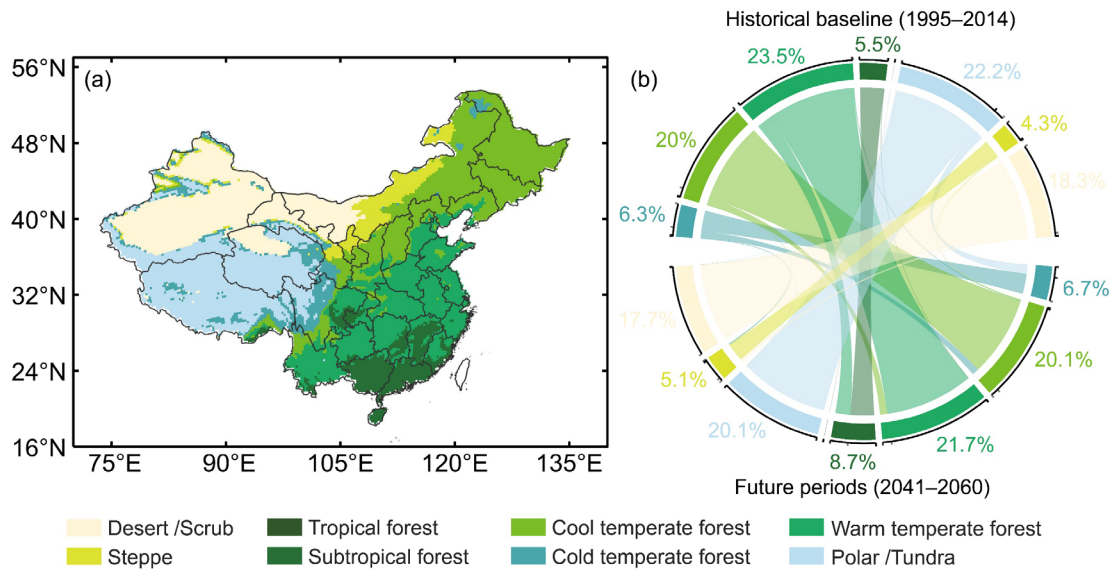 Historical baseline (1995–2014)
(a)
(b)
56°N
48°N
40°N
32°N
24°N
16°N
75°E
90°E
105°E
120°E
135°E
5.5%
23.5%
22.2%
20%
4.3%
6.3%
18.3%
17.7%
6.7%
5.1%
20.1%
20.1%
8.7%
21.7%
Future periods (2041–2060)
Desert /Scrub
Tropical forest
Cool temperate forest
Warm temperate forest
Steppe
Subtropical forest
Cold temperate forest
Polar /Tundra